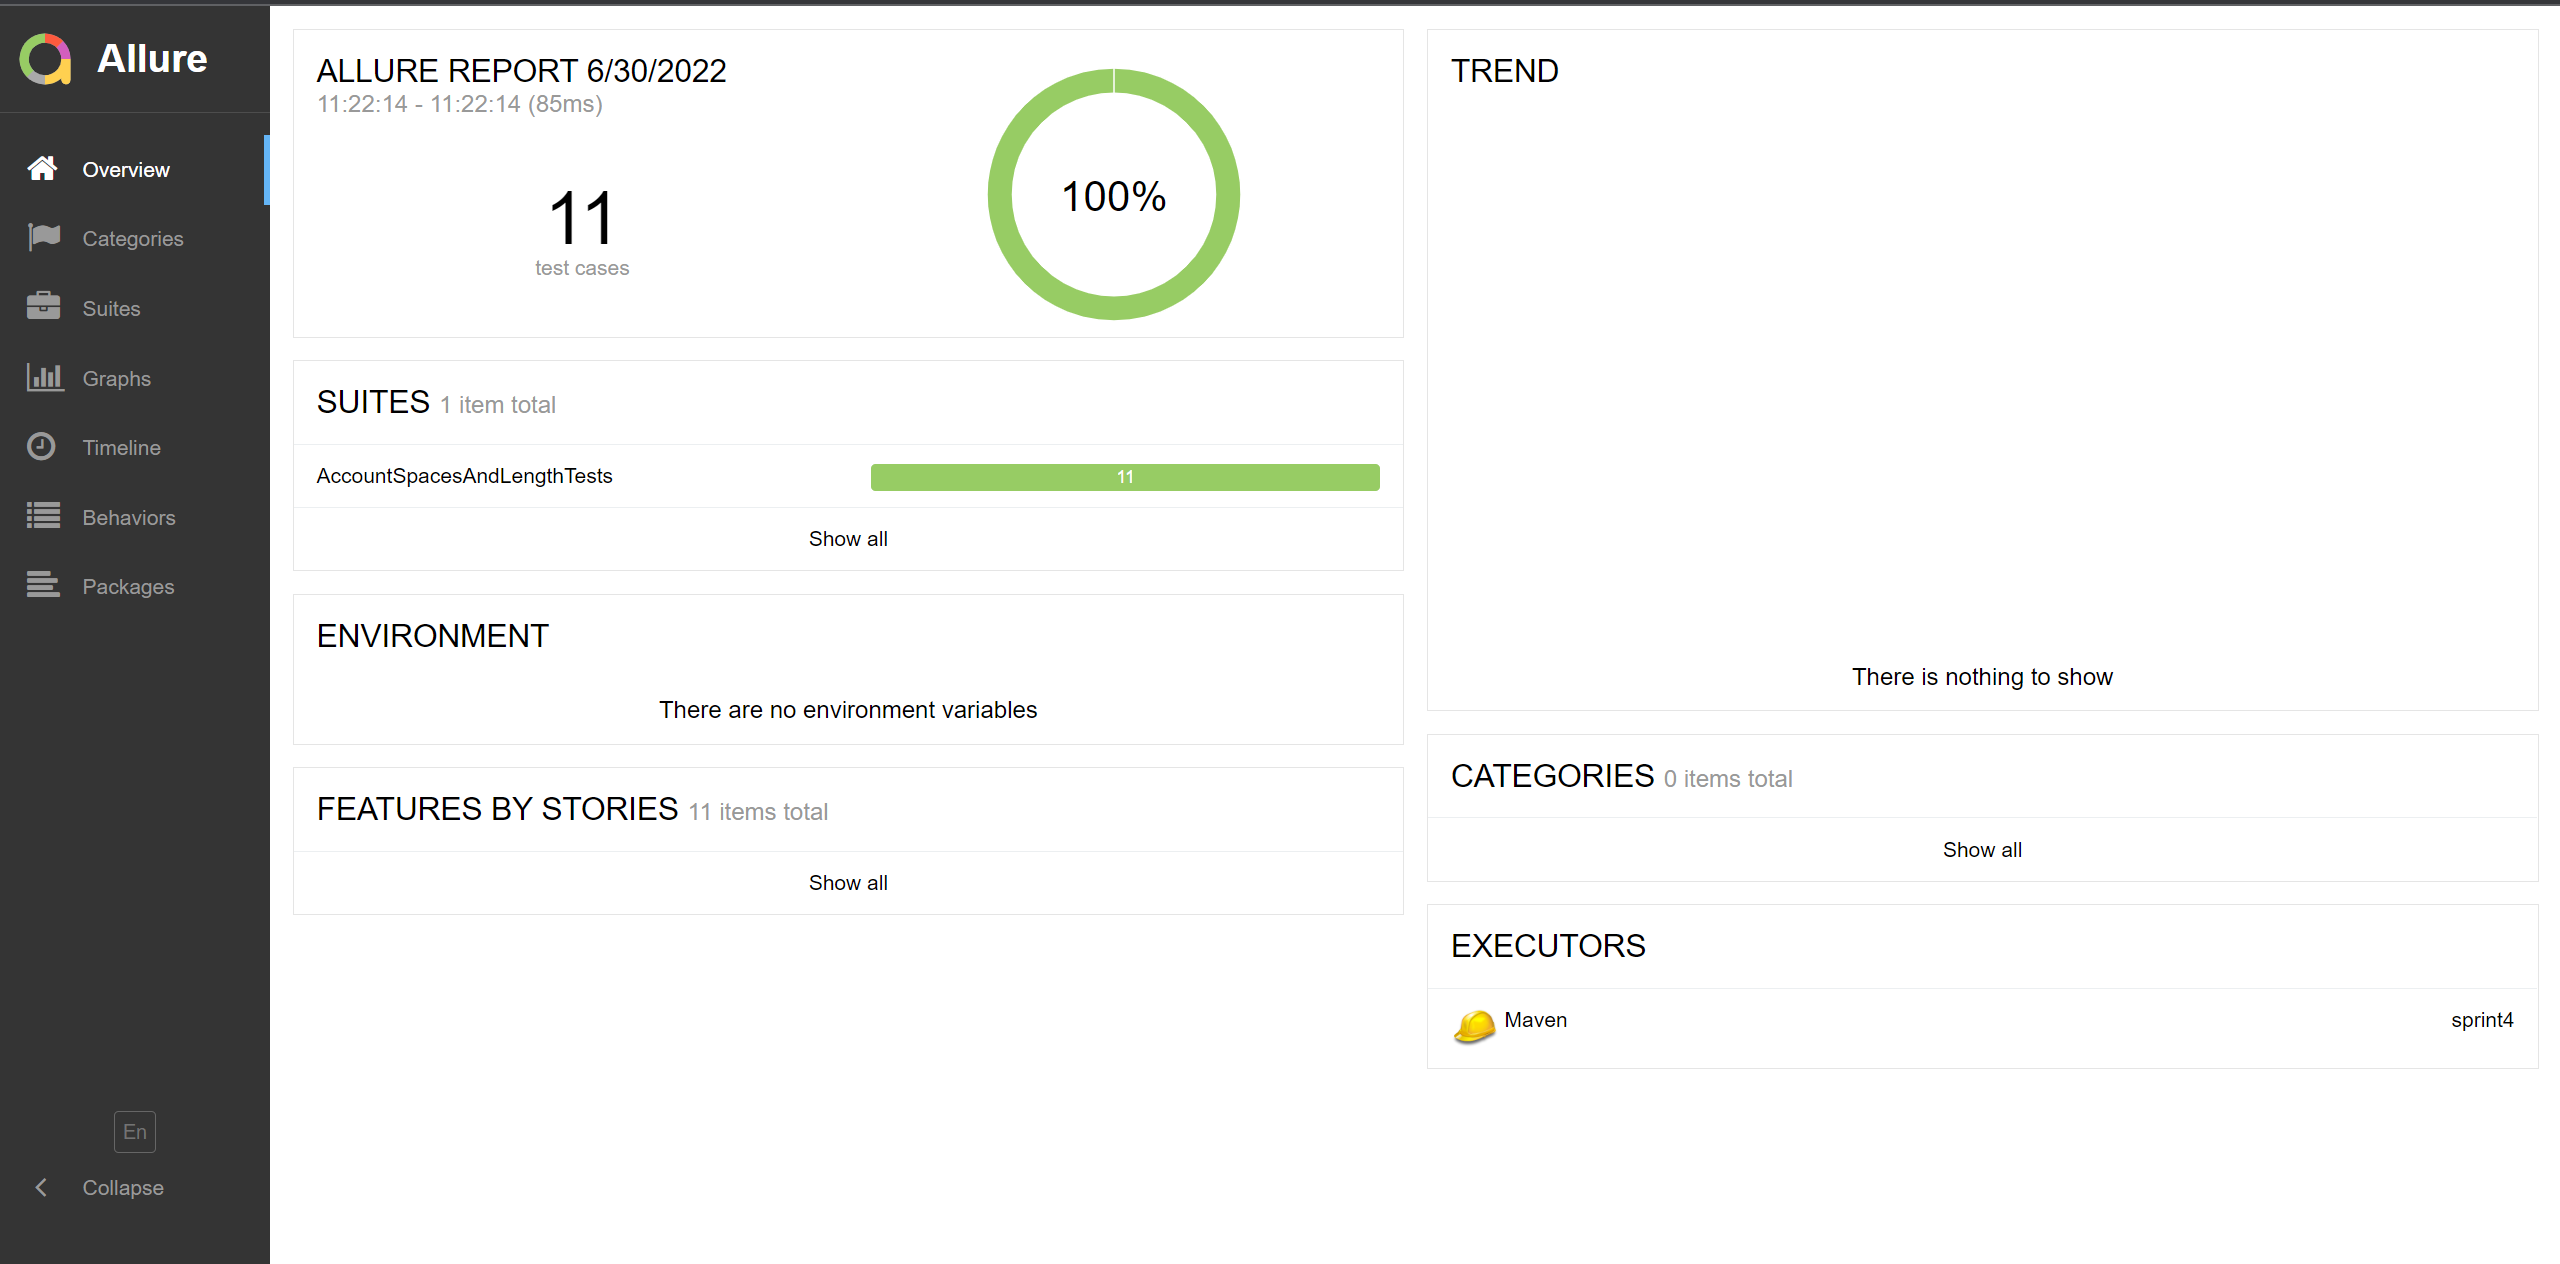 Allure
Overview
Categories
Suites
Graphs
Timeline
Behaviors
Packages
En
Collapse
ALLURE REPORT 6/30/2022
11:22:14 - 11:22:14 (85ms)
11
test cases
100%
SUITES 1 item total
AccountSpacesAndLengthTests 11
Show all
ENVIRONMENT
There are no environment variables
FEATURES BY STORIES 11 items total
Show all
TREND
There is nothing to show
CATEGORIES 0 items total
Show all
EXECUTORS
Maven sprint4